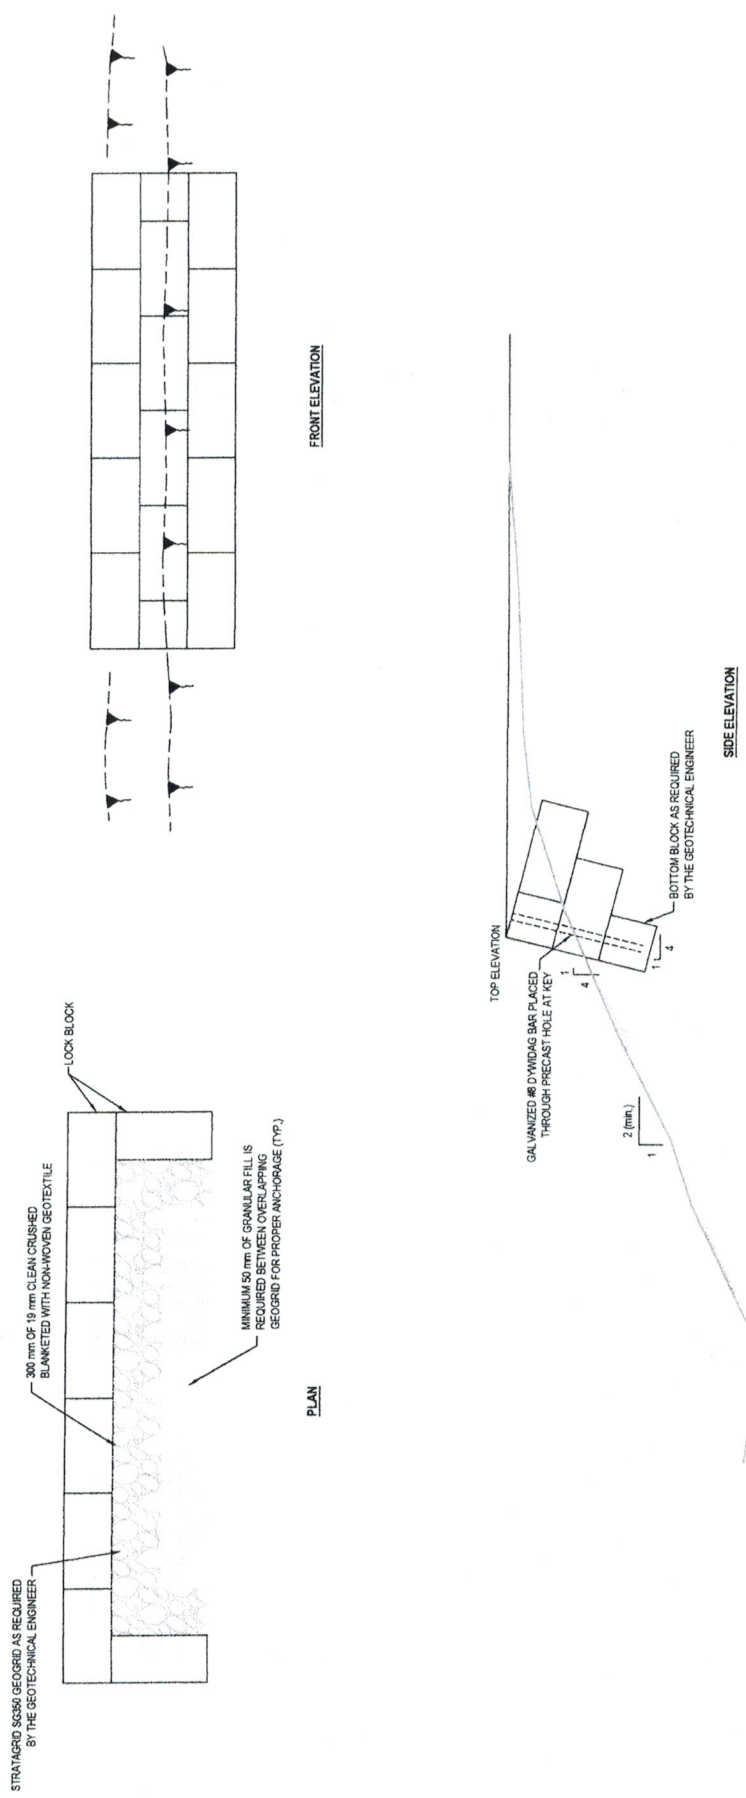 STRATAGRID SG350 GEOGRID AS REQUIRED
BY THE GEOTECHNICAL ENGINEER
300 mm OF 19 mm CLEAN CRUSHED
BLANKETED WITH NON-WOVEN GEOTEXTILE
LOCK BLOCK
MINIMUM 50 mm OF GRANULAR FILL IS
REQUIRED BETWEEN OVERLAPPING
GEOGRID FOR PROPER ANCHORAGE (TYP.)
PLAN
FRONT ELEVATION
TOP ELEVATION
GALVANIZED #8 DYWIDAG BAR PLACED
THROUGH PRECAST HOLE AT KEY
1
4
1
4
2 (min.)
1
BOTTOM BLOCK AS REQUIRED
BY THE GEOTECHNICAL ENGINEER
SIDE ELEVATION